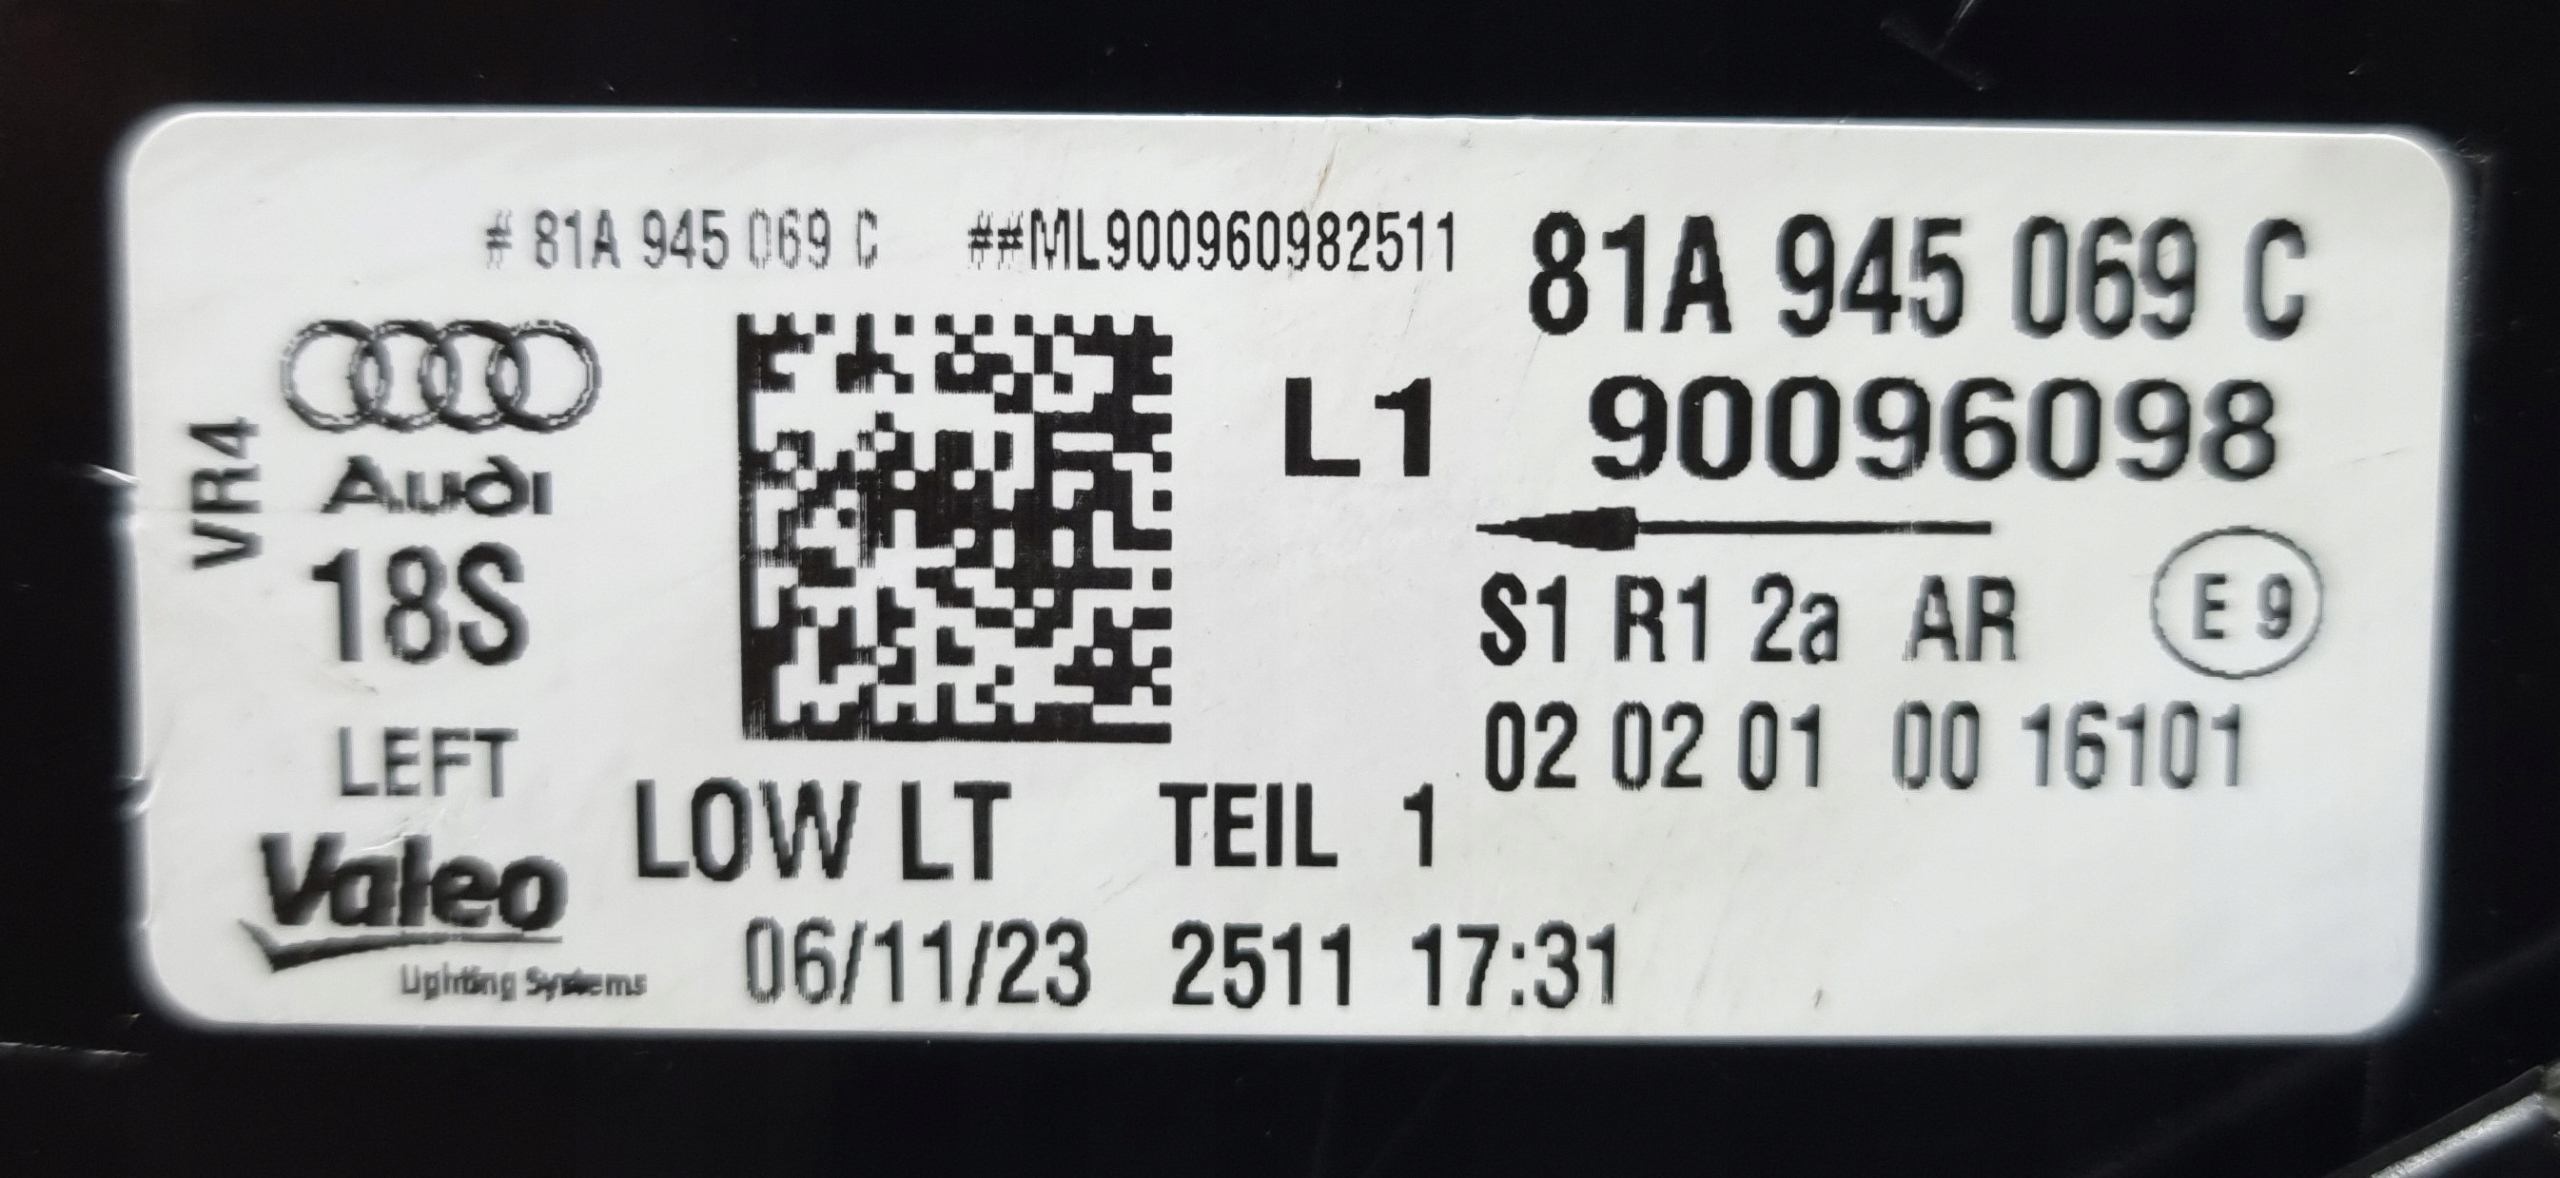 # 81A 945 069 C ##ML900960982511
81A 945 069 C
VR4
Audi
18S
LEFT
L1
90096098
S1 R1 2a AR E 9
02 02 01 00 16101
LOW LT TEIL 1
Valeo
Lighting Systems
06/11/23 2511 17:31